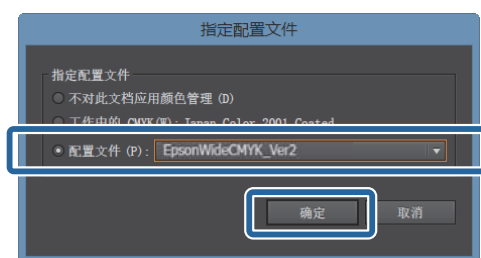 指定配置文件
指定配置文件
不对此文档应用颜色管理 (D)
工作中的 CMYK(W): Japan Color 2001 Coated
配置文件 (P): EpsonWideCMYK_Ver2
确定 取消